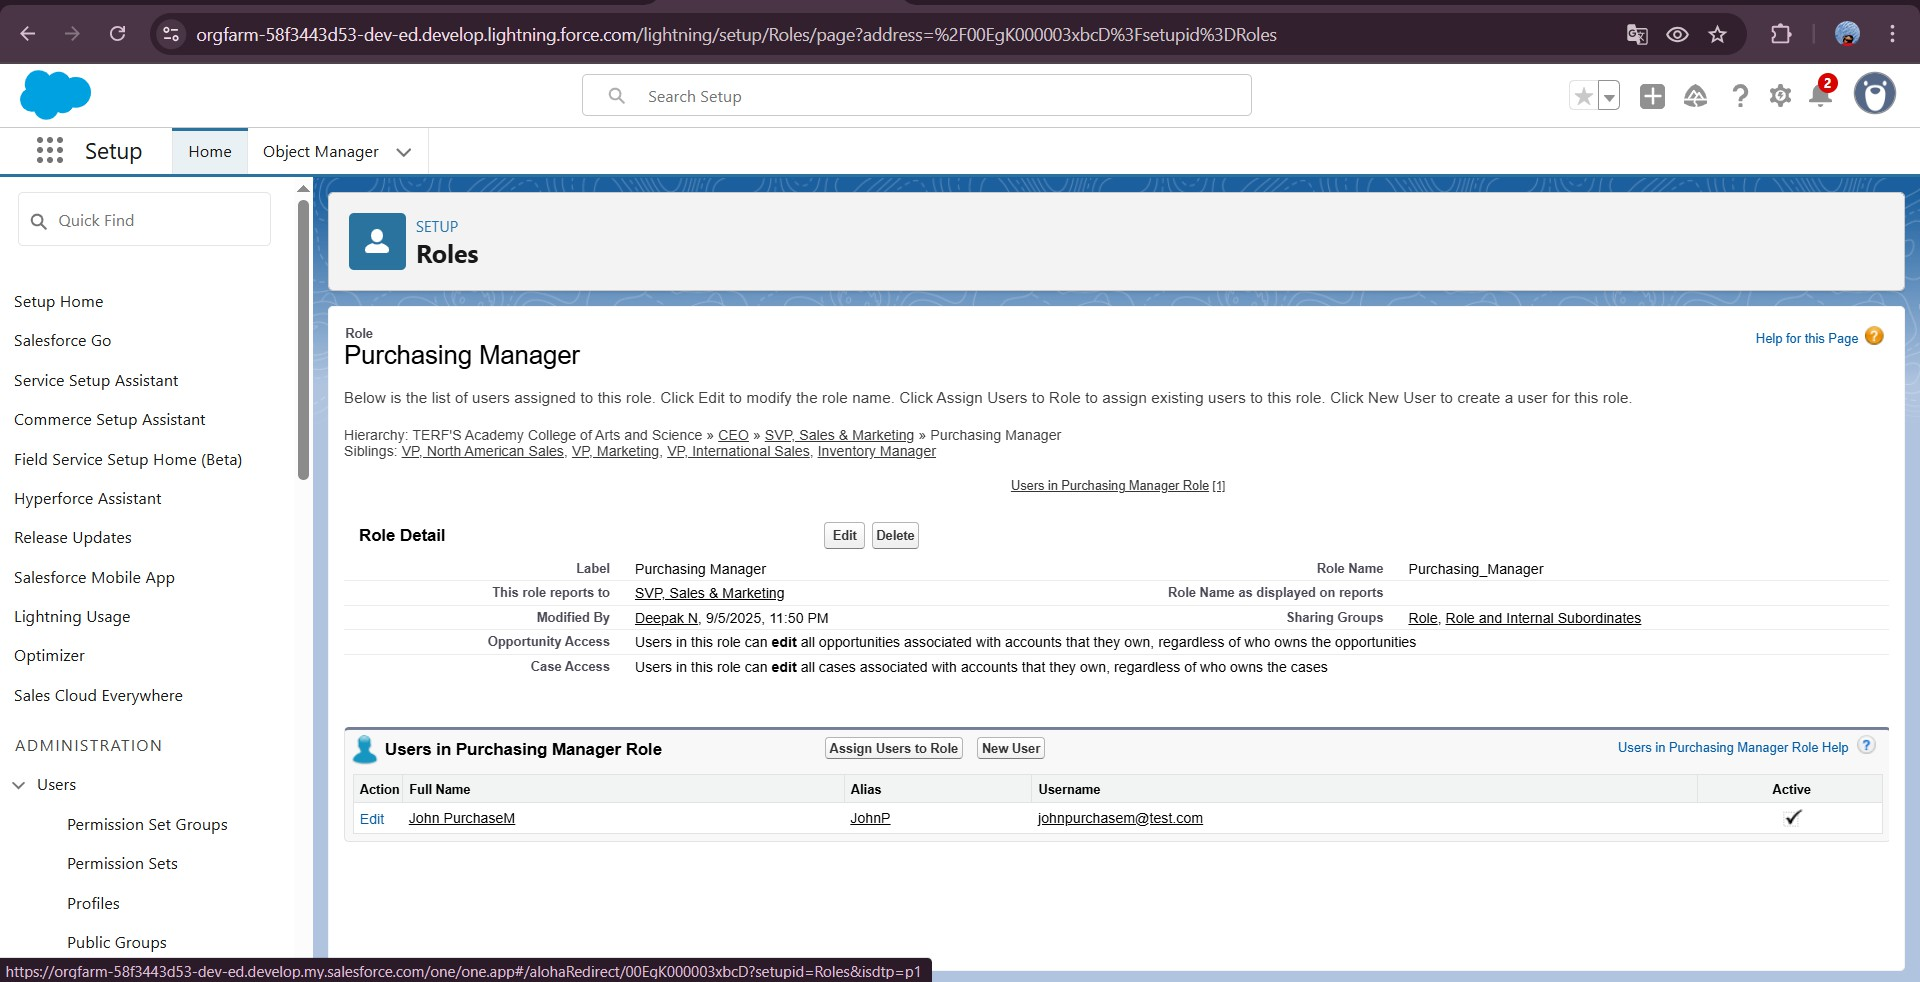 orgfarm-58f3443d53-dev-ed.develop.lightning.force.com/lightning/setup/Roles/page?address=%2F00EgK000003xbcD%3Fsetupid%3DRoles
Search Setup
2
Setup
Home
Object Manager
Quick Find
Setup Home
Salesforce Go
Service Setup Assistant
Commerce Setup Assistant
Field Service Setup Home (Beta)
Hyperforce Assistant
Release Updates
Salesforce Mobile App
Lightning Usage
Optimizer
Sales Cloud Everywhere
ADMINISTRATION
Users
Permission Set Groups
Permission Sets
Profiles
Public Groups
SETUP
Roles
Role
Purchasing Manager
Help for this Page
Below is the list of users assigned to this role. Click Edit to modify the role name. Click Assign Users to Role to assign existing users to this role. Click New User to create a user for this role.
Hierarchy: TERF'S Academy College of Arts and Science » CEO » SVP, Sales & Marketing » Purchasing Manager
Siblings: VP, North American Sales, VP, Marketing, VP, International Sales, Inventory Manager
Users in Purchasing Manager Role [1]
Role Detail Edit Delete
Label Purchasing Manager Role Name Purchasing_Manager
This role reports to SVP, Sales & Marketing Role Name as displayed on reports
Modified By Deepak N, 9/5/2025, 11:50 PM Sharing Groups Role, Role and Internal Subordinates
Opportunity Access Users in this role can edit all opportunities associated with accounts that they own, regardless of who owns the opportunities
Case Access Users in this role can edit all cases associated with accounts that they own, regardless of who owns the cases
Users in Purchasing Manager Role Assign Users to Role New User Users in Purchasing Manager Role Help ?
Action Full Name Alias Username Active
Edit John PurchaseM JohnP johnpurchasem@test.com
https://orgfarm-58f3443d53-dev-ed.develop.my.salesforce.com/one/one.app#/alohaRedirect/00EgK000003xbcD?setupid=Roles&isdtp=p1